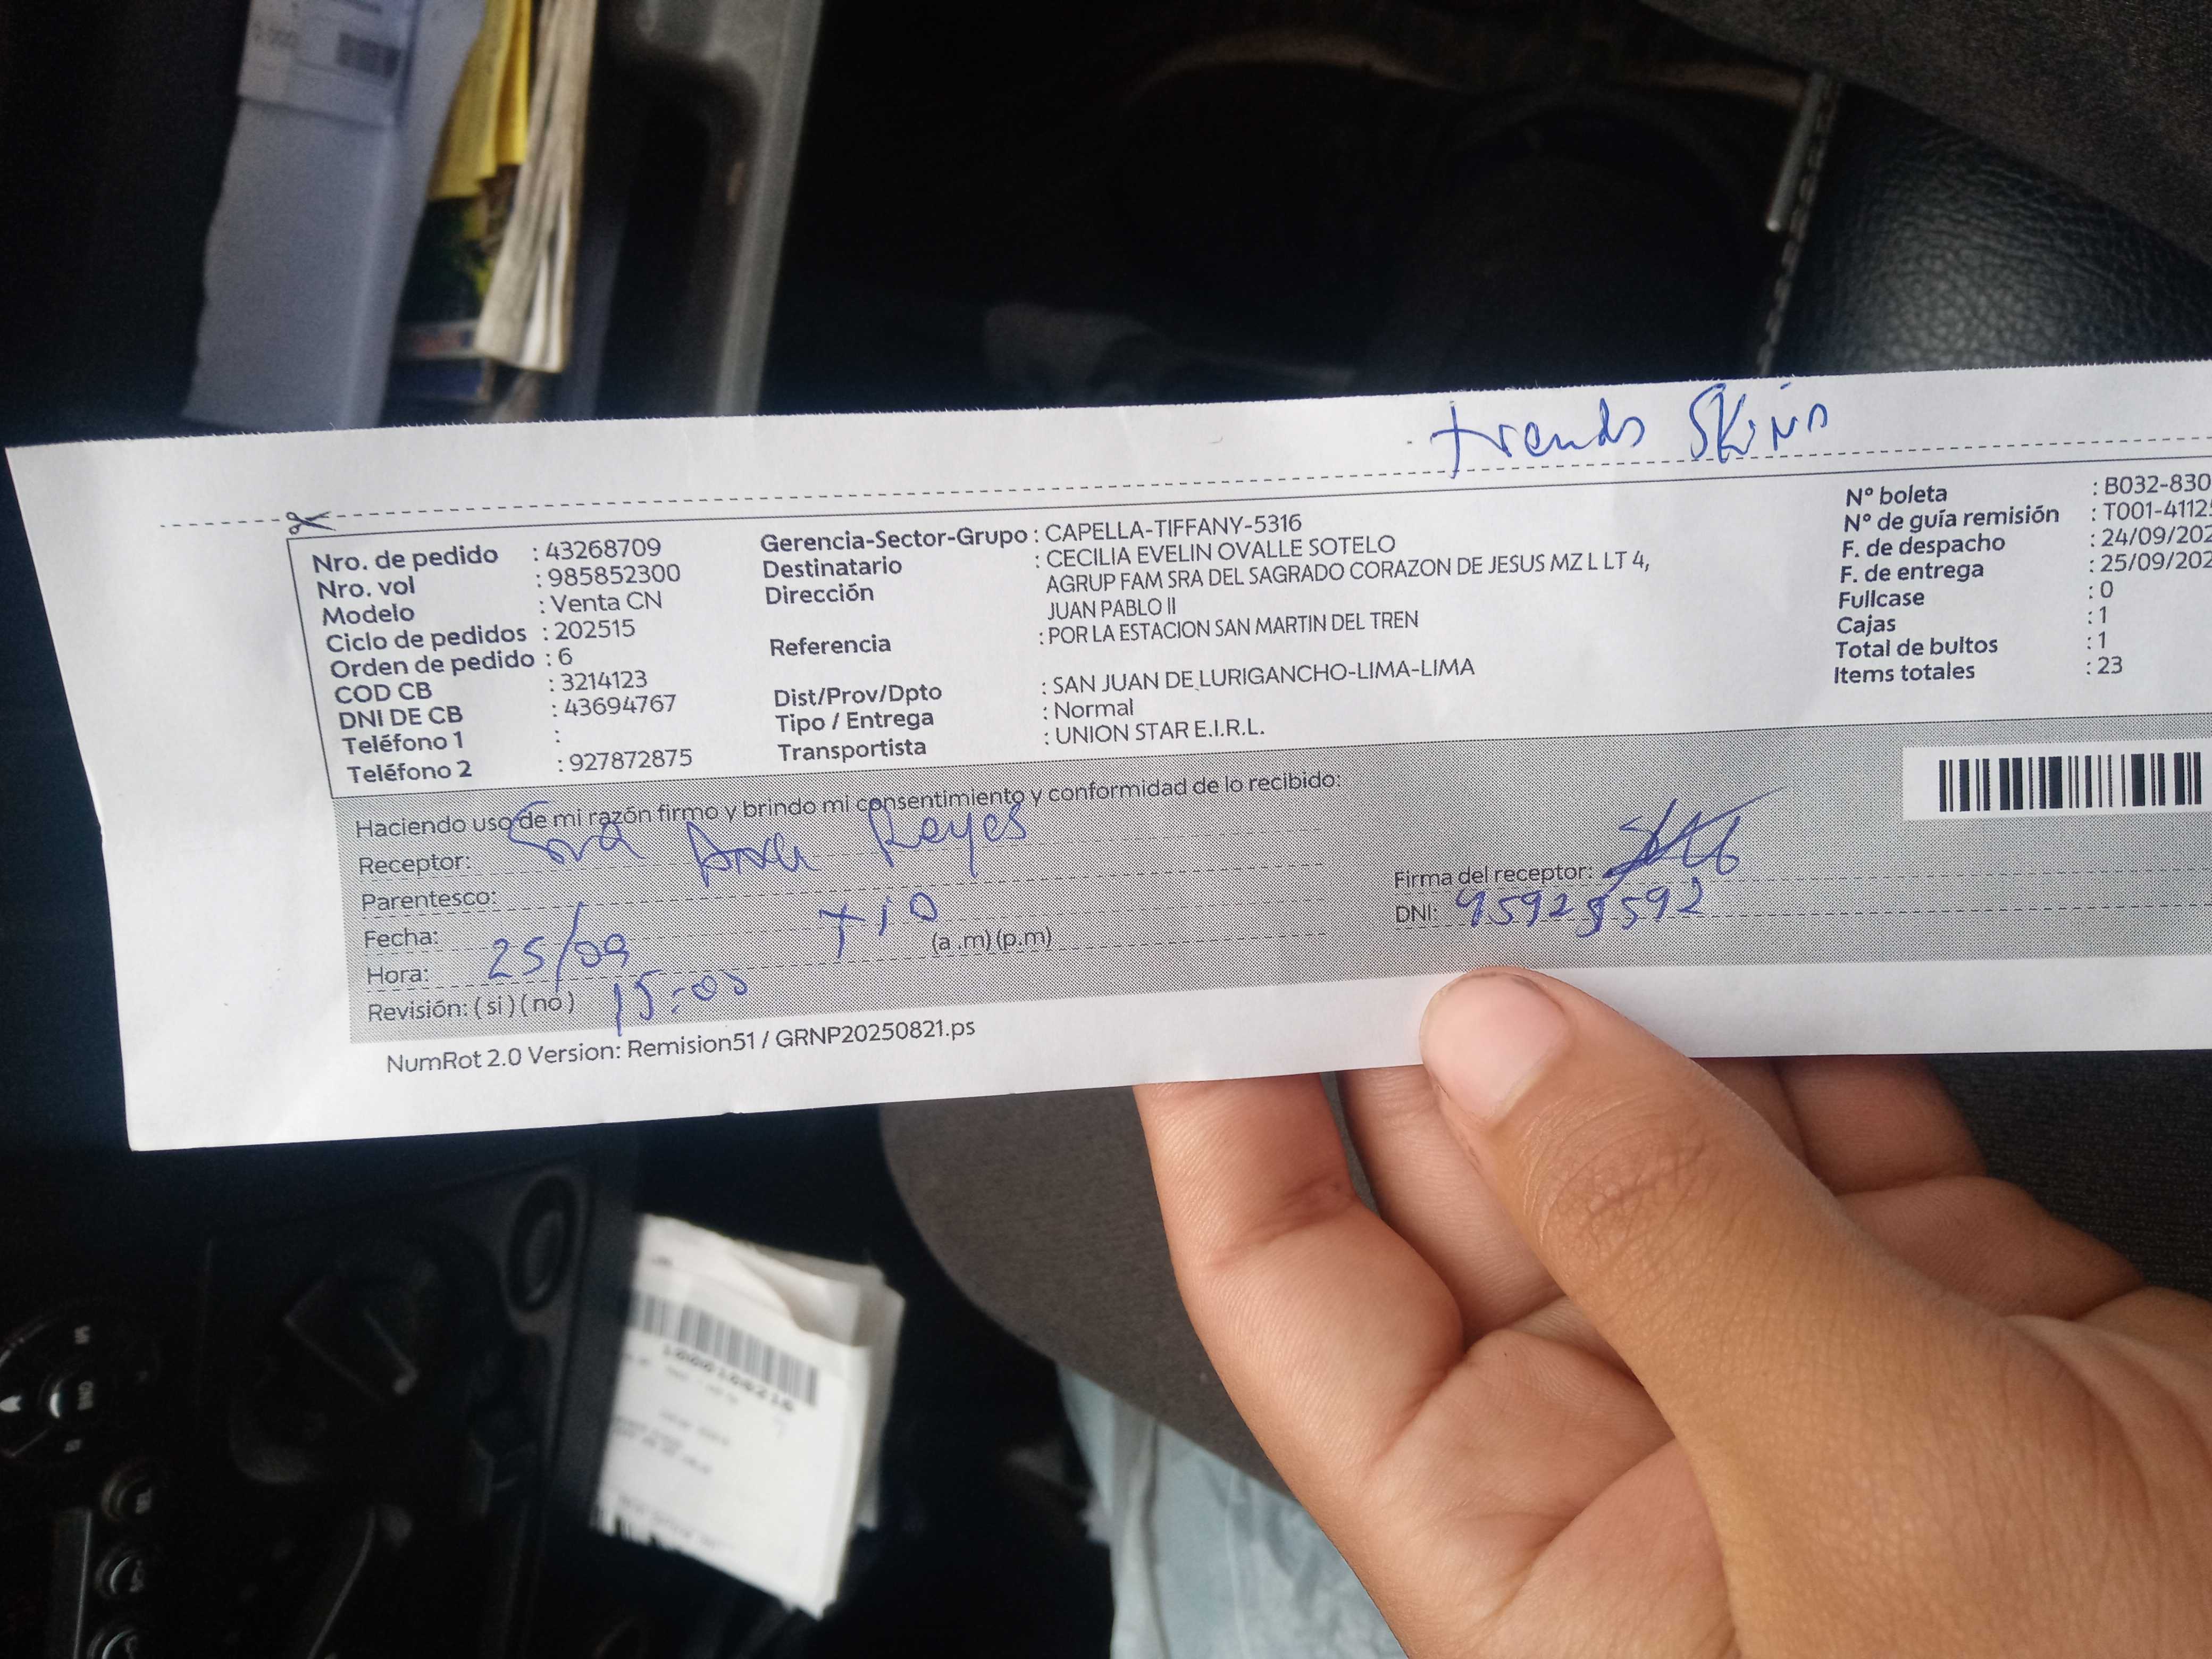 trends Skin
Nro. de pedido : 43268709
Nro. vol : 985852300
Modelo : Venta CN
Ciclo de pedidos : 202515
Orden de pedido : 6
COD CB : 3214123
DNI DE CB : 43694767
Teléfono 1 :
Teléfono 2 : 927872875
Gerencia-Sector-Grupo : CAPELLA-TIFFANY-5316
Destinatario : CECILIA EVELIN OVALLE SOTELO
Dirección AGRUP FAM SRA DEL SAGRADO CORAZON DE JESUS MZ L LT 4,
JUAN PABLO II
Referencia : POR LA ESTACION SAN MARTIN DEL TREN
Dist/Prov/Dpto : SAN JUAN DE LURIGANCHO-LIMA-LIMA
Tipo / Entrega : Normal
Transportista : UNION STAR E.I.R.L.
Nº boleta : B032-830
Nº de guía remisión : T001-4112
F. de despacho : 24/09/202
F. de entrega : 25/09/202
Fullcase : 0
Cajas : 1
Total de bultos : 1
Items totales : 23
Haciendo uso de mi razón firmo y brindo mi consentimiento y conformidad de lo recibido:
Receptor: Sra Ana Reyes
Parentesco:
Fecha: 25/09
Hora: 15:00 (a .m) (p.m)
Revisión: ( si ) ( no )
Firma del receptor:
DNI:
NumRot 2.0 Version: Remision51 / GRNP20250821.ps